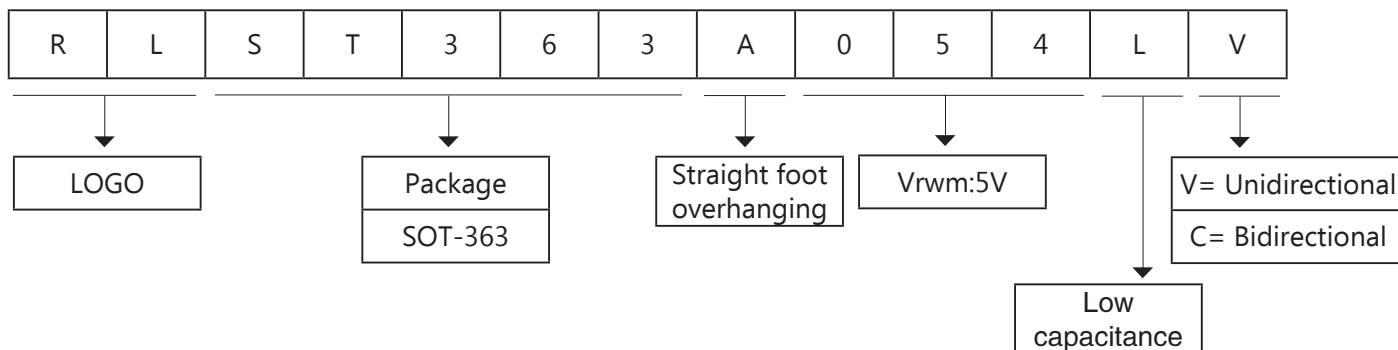 R L S T 3 6 3 A 0 5 4 L V
LOGO
Package
SOT-363
Straight foot
overhanging
Vrwm:5V
V= Unidirectional
C= Bidirectional
Low
capacitance